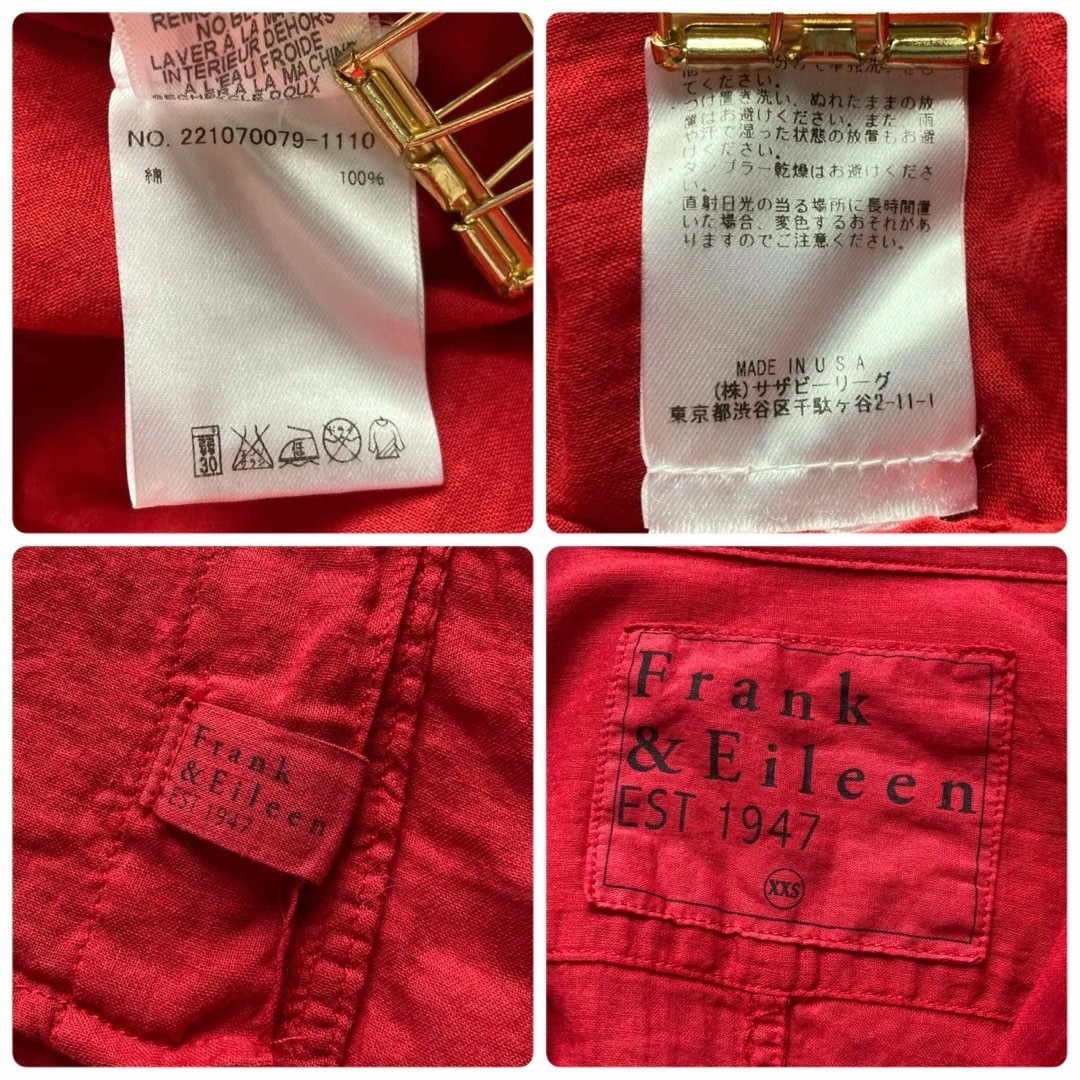 NO BL
LAVER À LA
DEHORS
INTERIEUR FROIDE
A L'EAU A LA MACHINE
NO. 221070079-1110
綿 100%
弱
30
低
てください。
つけ置き洗い、ぬれたままの放
置はお避けください。また、雨
や汗で湿った状態の放置もお避
けください。
タンブラー乾燥はお避けくださ
い。
直射日光の当る場所に長時間置
いた場合、変色するおそれがあ
りますのでご注意ください。
MADE IN USA
(株)サザビーリーグ
東京都渋谷区千駄ヶ谷2-11-1
Frank
& Eileen
EST 1947
Frank
& Eileen
EST 1947
XXS